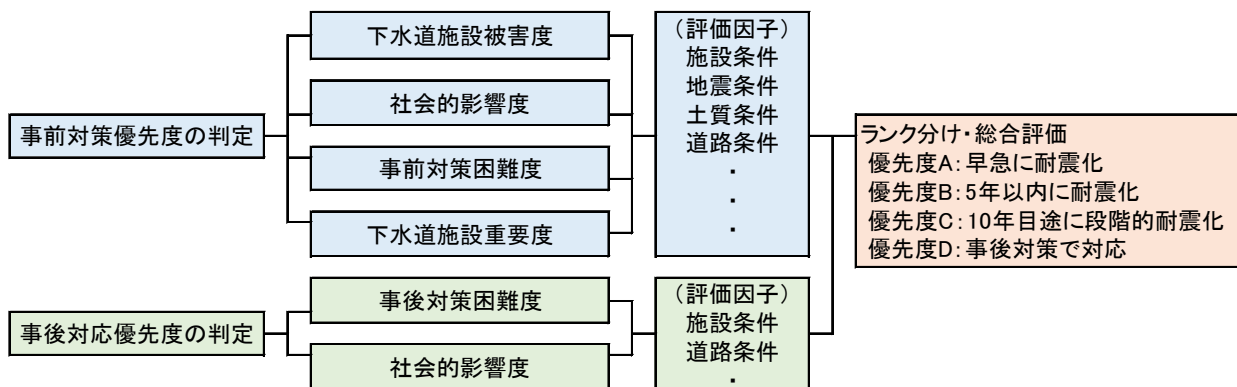 事前対策優先度の判定
下水道施設被害度
社会的影響度
事前対策困難度
下水道施設重要度
（評価因子）
施設条件
地震条件
土質条件
道路条件
・
・
・
事後対応優先度の判定
事後対策困難度
社会的影響度
（評価因子）
施設条件
道路条件
・
ランク分け・総合評価
優先度A：早急に耐震化
優先度B：5年以内に耐震化
優先度C：10年目途に段階的耐震化
優先度D：事後対策で対応